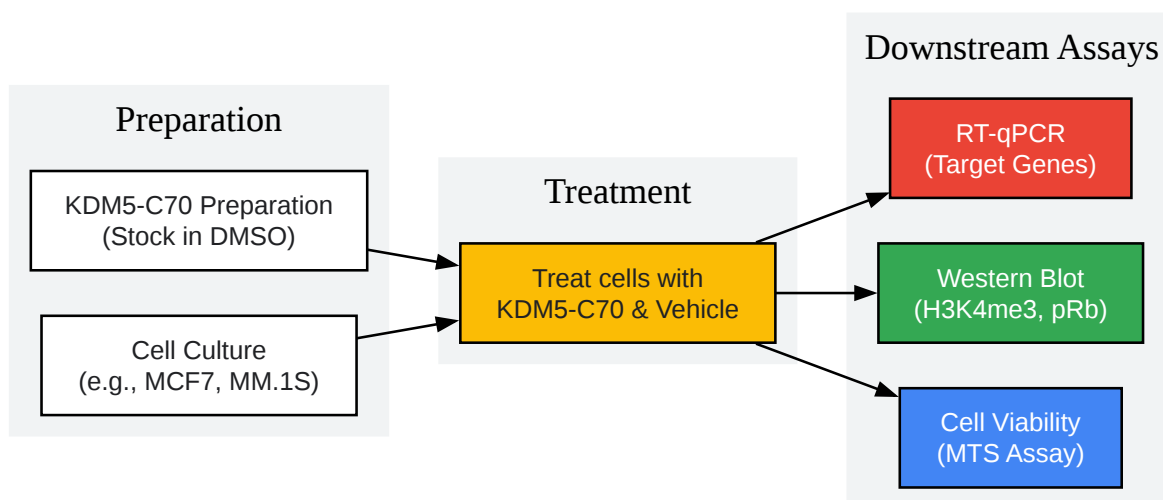 Preparation
KDM5-C70 Preparation
(Stock in DMSO)
Cell Culture
(e.g., MCF7, MM.1S)
Treatment
Treat cells with
KDM5-C70 & Vehicle
Downstream Assays
RT-qPCR
(Target Genes)
Western Blot
(H3K4me3, pRb)
Cell Viability
(MTS Assay)